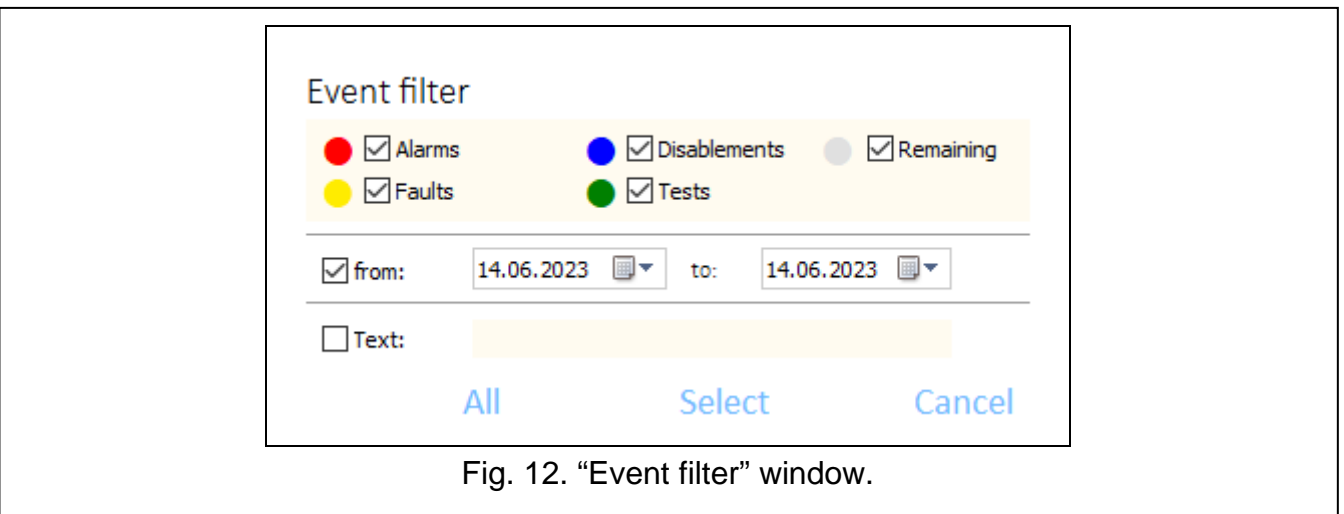 Event filter
Alarms Disablements Remaining
Faults Tests
from: 14.06.2023 to: 14.06.2023
Text:
All Select Cancel
Fig. 12. “Event filter” window.